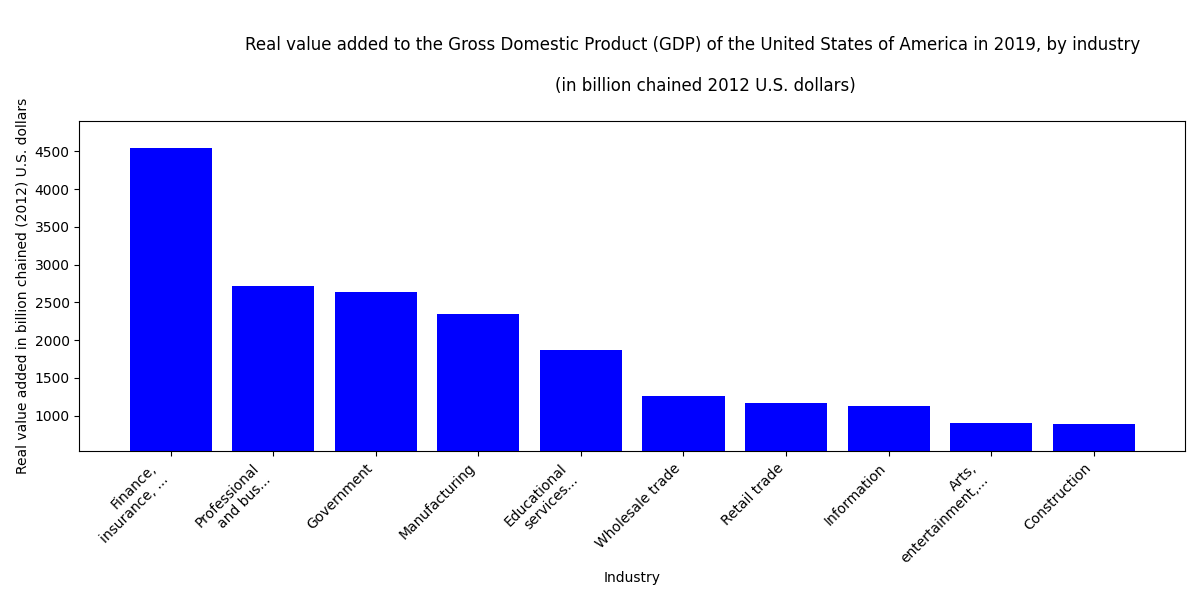 Real value added to the Gross Domestic Product (GDP) of the United States of America in 2019, by industry
(in billion chained 2012 U.S. dollars)
Real value added in billion chained (2012) U.S. dollars
4500
4000
3500
3000
2500
2000
1500
1000
Finance,
insurance, ...
Professional
and bus...
Government
Manufacturing
Educational
services...
Wholesale trade
Retail trade
Information
Arts,
entertainment,...
Construction
Industry